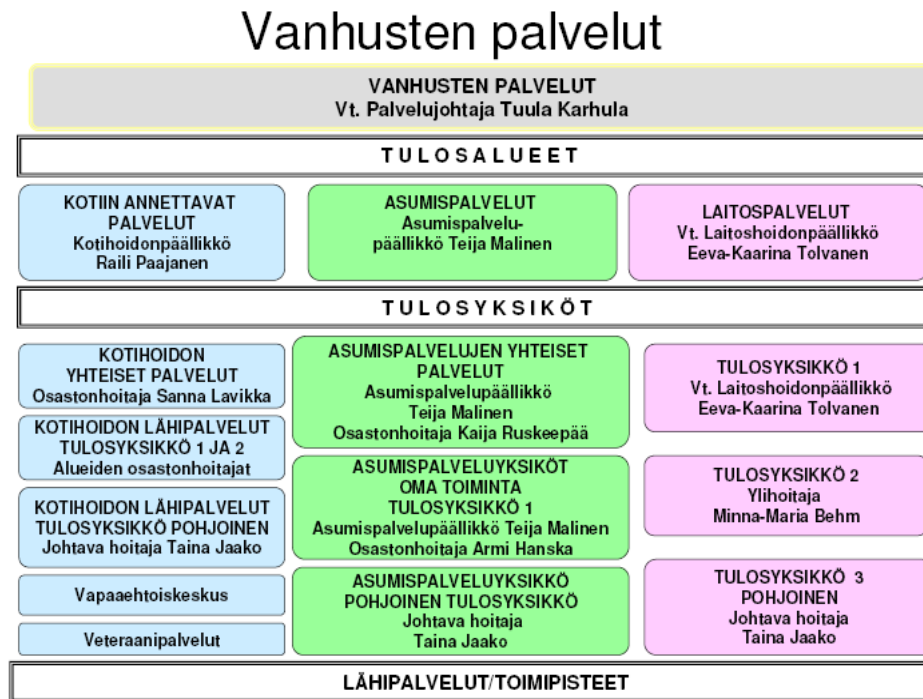 Vanhusten palvelut
VANHUSTEN PALVELUT
Vt. Palvelujohtaja Tuula Karhula
TULOSALUEET
KOTIIN ANNETTAVAT
PALVELUT
Kotihoidonpäällikkö
Raili Paajanen
ASUMISPALVELUT
Asumispalvelu-
päällikkö Teija Malinen
LAITOSPALVELUT
Vt. Laitoshoidonpäällikkö
Eeva-Kaarina Tolvanen
TULOSYKSIKÖT
KOTIHOIDON
YHTEISET PALVELUT
Osastonhoitaja Sanna Lavikka
KOTIHOIDON LÄHIPALVELUT
TULOSYKSIKKÖ 1 JA 2
Alueiden osastonhoitajat
KOTIHOIDON LÄHIPALVELUT
TULOSYKSIKKÖ POHJOINEN
Johtava hoitaja Taina Jaako
Vapaaehtoiskeskus
Veteraanipalvelut
ASUMISPALVELUJEN YHTEISET
PALVELUT
Asumispalvelupäällikkö
Teija Malinen
Osastonhoitaja Kaija Ruskeepää
ASUMISPALVELUYKSIKÖT
OMA TOIMINTA
TULOSYKSIKKÖ 1
Asumispalvelupäällikkö Teija Malinen
Osastonhoitaja Armi Hanska
ASUMISPALVELUYKSIKKÖ
POHJOINEN TULOSYKSIKKÖ
Johtava hoitaja
Taina Jaako
TULOSYKSIKKÖ 1
Vt. Laitoshoidonpäällikkö
Eeva-Kaarina Tolvanen
TULOSYKSIKKÖ 2
Ylihoitaja
Minna-Maria Behm
TULOSYKSIKKÖ 3
POHJOINEN
Johtava hoitaja
Taina Jaako
LÄHIPALVELUT/TOIMIPISTEET